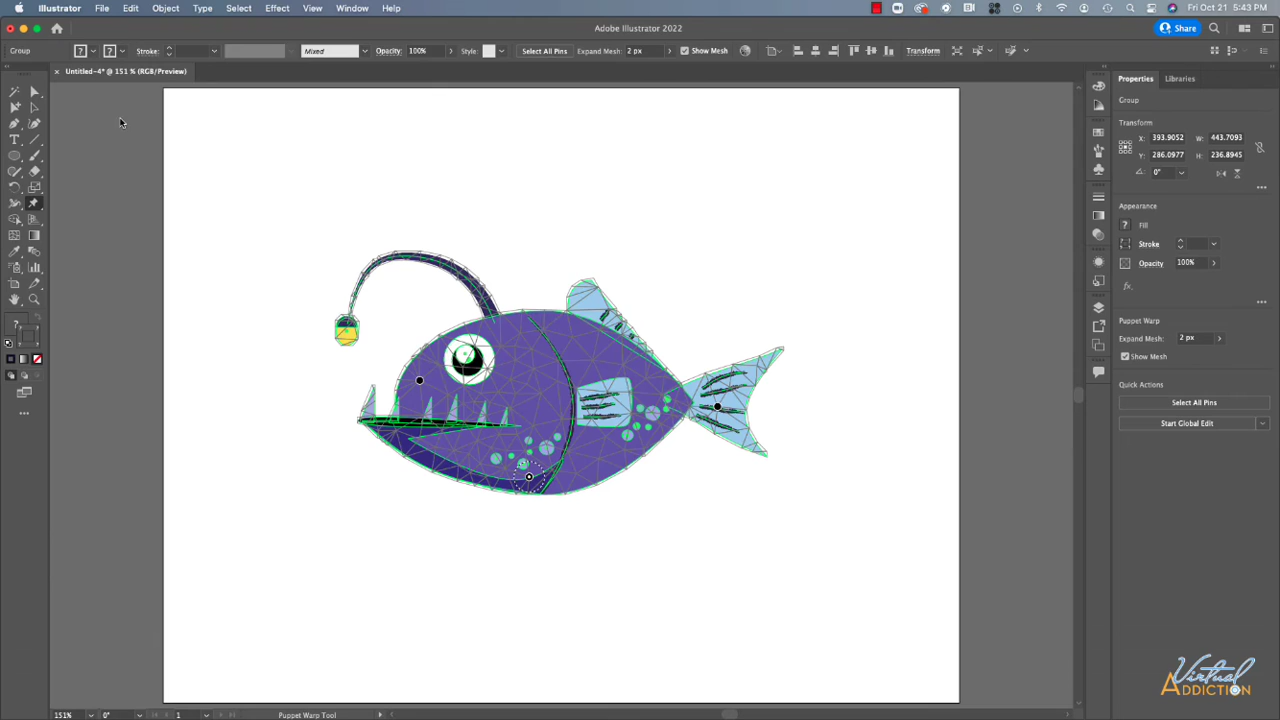 Illustrator File Edit Object Type Select Effect View Window Help Fri Oct 21 5:43 PM
Adobe Illustrator 2022 Share
Group ? ? Stroke: Mixed Opacity: 100% Style: Select All Pins Expand Mesh: 2 px Show Mesh Transform
× Untitled-4* @ 151 % (RGB/Preview)
Properties Libraries
Group
Transform
X: 393.9052 W: 443.7093
Y: 286.0977 H: 236.8945
0°
Appearance
? Fill
Stroke
Opacity 100%
fx.
Puppet Warp
Expand Mesh: 2 px
Show Mesh
Quick Actions
Select All Pins
Start Global Edit
Virtual
ADDICTION
151% 0° 1 Puppet Warp Tool